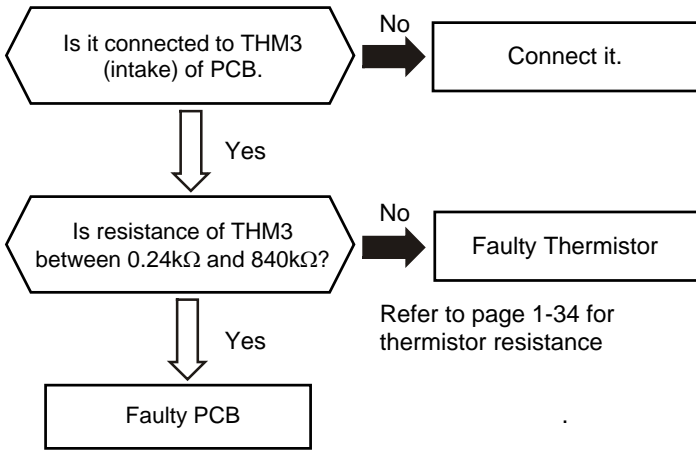 Is it connected to THM3
(intake) of PCB.
No
Connect it.
Yes
Is resistance of THM3
between 0.24kΩ and 840kΩ?
No
Faulty Thermistor
Refer to page 1-34 for
thermistor resistance
Yes
Faulty PCB
.